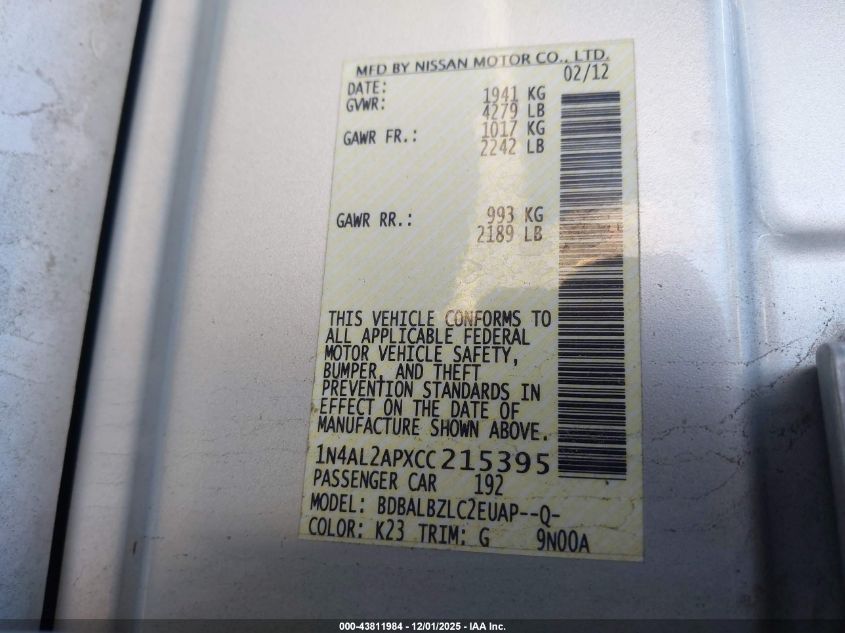 MFD BY NISSAN MOTOR CO., LTD.
DATE: 02/12
GVWR: 1941 KG
4279 LB
GAWR FR.: 1017 KG
2242 LB
GAWR RR.: 993 KG
2189 LB
THIS VEHICLE CONFORMS TO
ALL APPLICABLE FEDERAL
MOTOR VEHICLE SAFETY,
BUMPER, AND THEFT
PREVENTION STANDARDS IN
EFFECT ON THE DATE OF
MANUFACTURE SHOWN ABOVE.
1N4AL2APXCC215395
PASSENGER CAR 192
MODEL: BDBALBZLC2EUAP--Q-
COLOR: K23 TRIM: G 9N00A
000-43811984 - 12/01/2025 - IAA Inc.